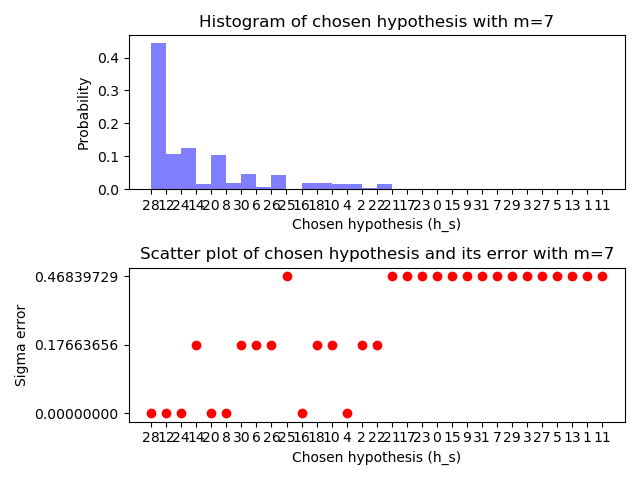 Histogram of chosen hypothesis with m=7
Probability
0.4
0.3
0.2
0.1
0.0
28 12 24 14 20 8 30 6 26 25 16 18 10 4 2 22 21 17 23 0 15 9 31 7 29 3 27 5 13 1 11
Chosen hypothesis (h_s)
Scatter plot of chosen hypothesis and its error with m=7
Sigma error
0.46839729
0.17663656
0.00000000
28 12 24 14 20 8 30 6 26 25 16 18 10 4 2 22 21 17 23 0 15 9 31 7 29 3 27 5 13 1 11
Chosen hypothesis (h_s)